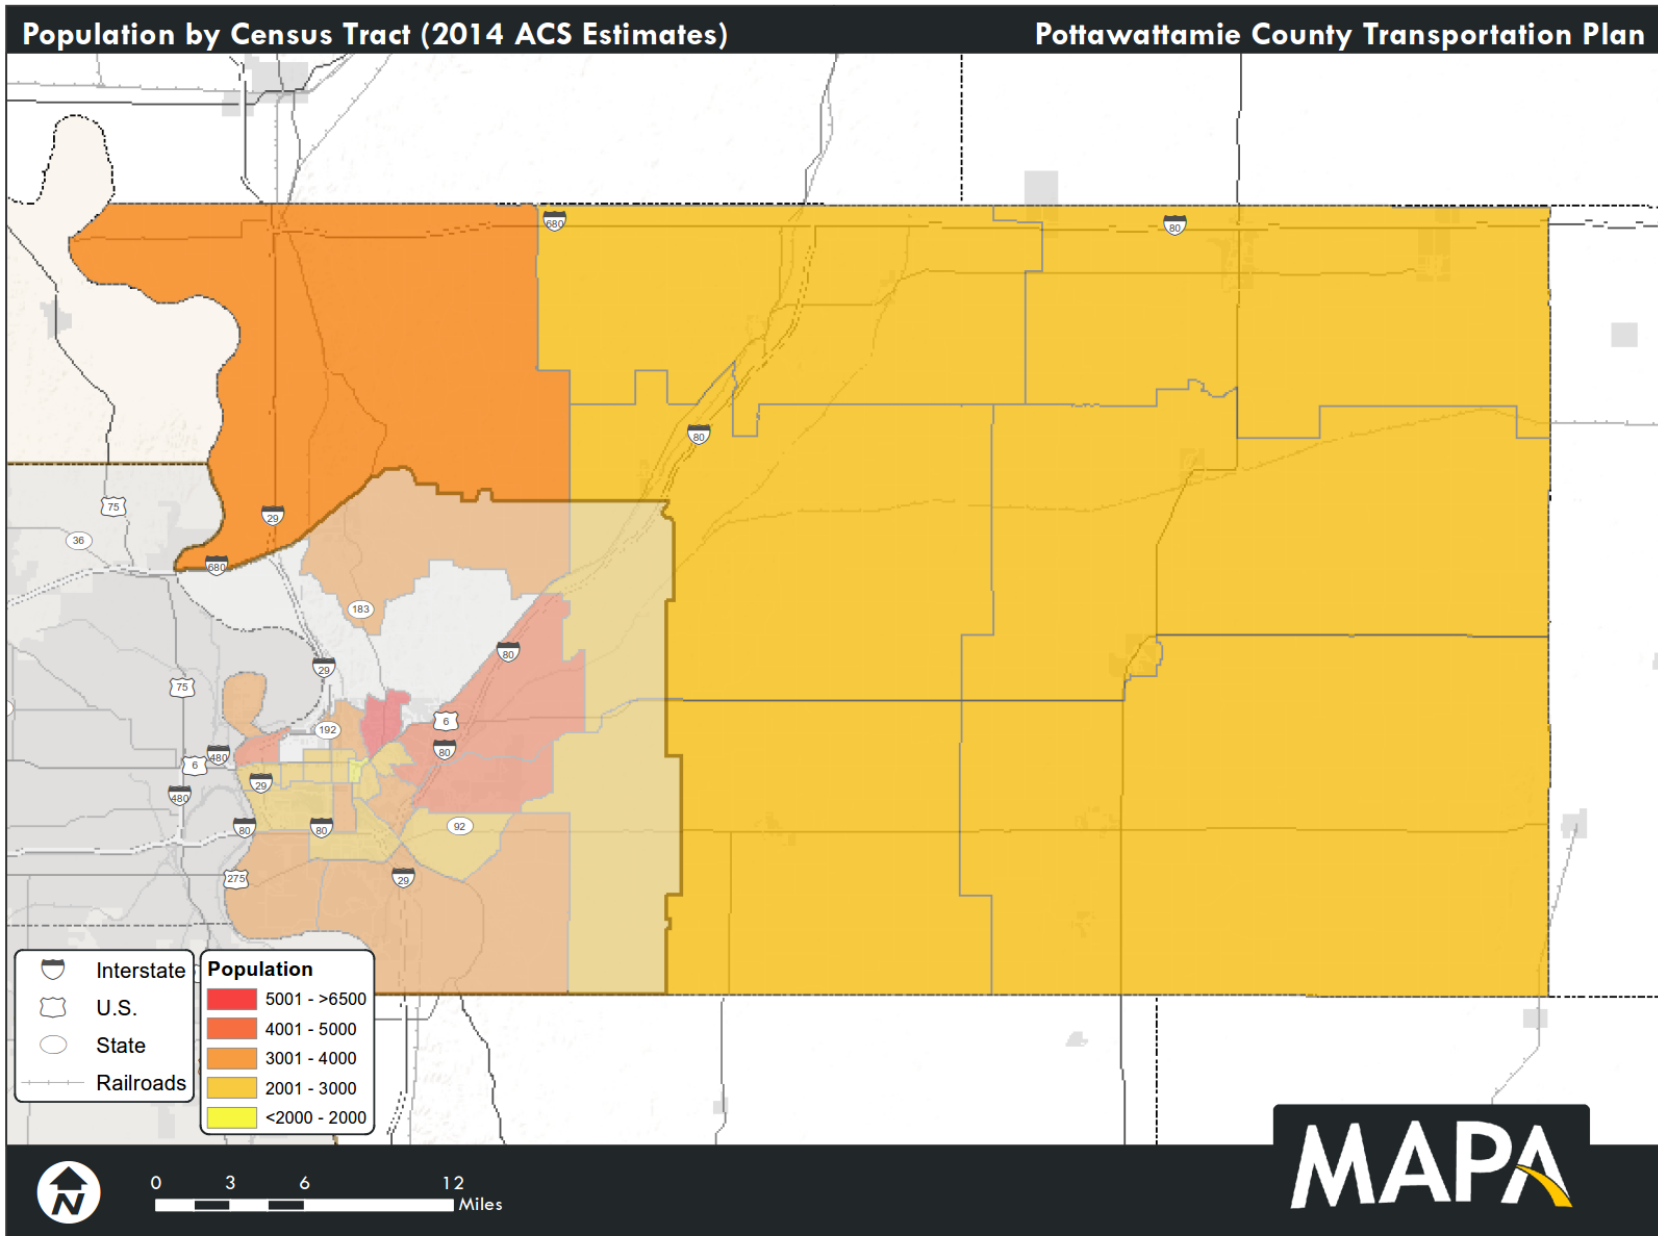 Population by Census Tract (2014 ACS Estimates)
Pottawattamie County Transportation Plan
680
80
80
75
29
36
680
183
80
29
75
192
6
80
480
6
29
480
80
80
92
275
29
Interstate
U.S.
State
Railroads
Population
5001 - >6500
4001 - 5000
3001 - 4000
2001 - 3000
<2000 - 2000
N
0 3 6 12
Miles
MAPA